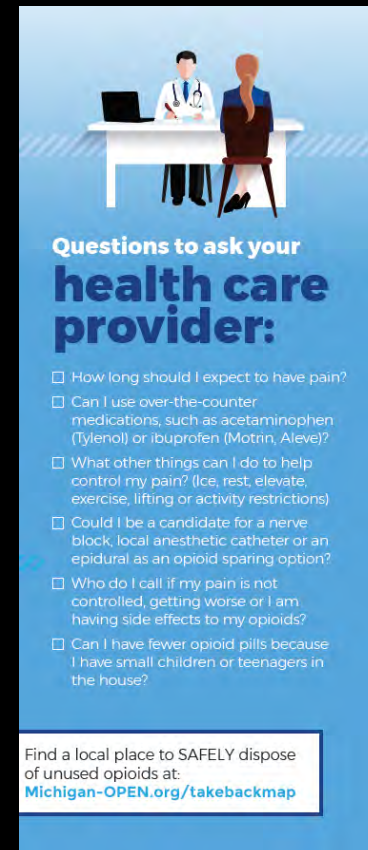 Questions to ask your
health care
provider:
☐ How long should I expect to have pain?
☐ Can I use over-the-counter
medications, such as acetaminophen
(Tylenol) or ibuprofen (Motrin, Aleve)?
☐ What other things can I do to help
control my pain? (Ice, rest, elevate,
exercise, lifting or activity restrictions)
☐ Could I be a candidate for a nerve
block, local anesthetic catheter or an
epidural as an opioid sparing option?
☐ Who do I call if my pain is not
controlled, getting worse or I am
having side effects to my opioids?
☐ Can I have fewer opioid pills because
I have small children or teenagers in
the house?
Find a local place to SAFELY dispose
of unused opioids at:
Michigan-OPEN.org/takebackmap